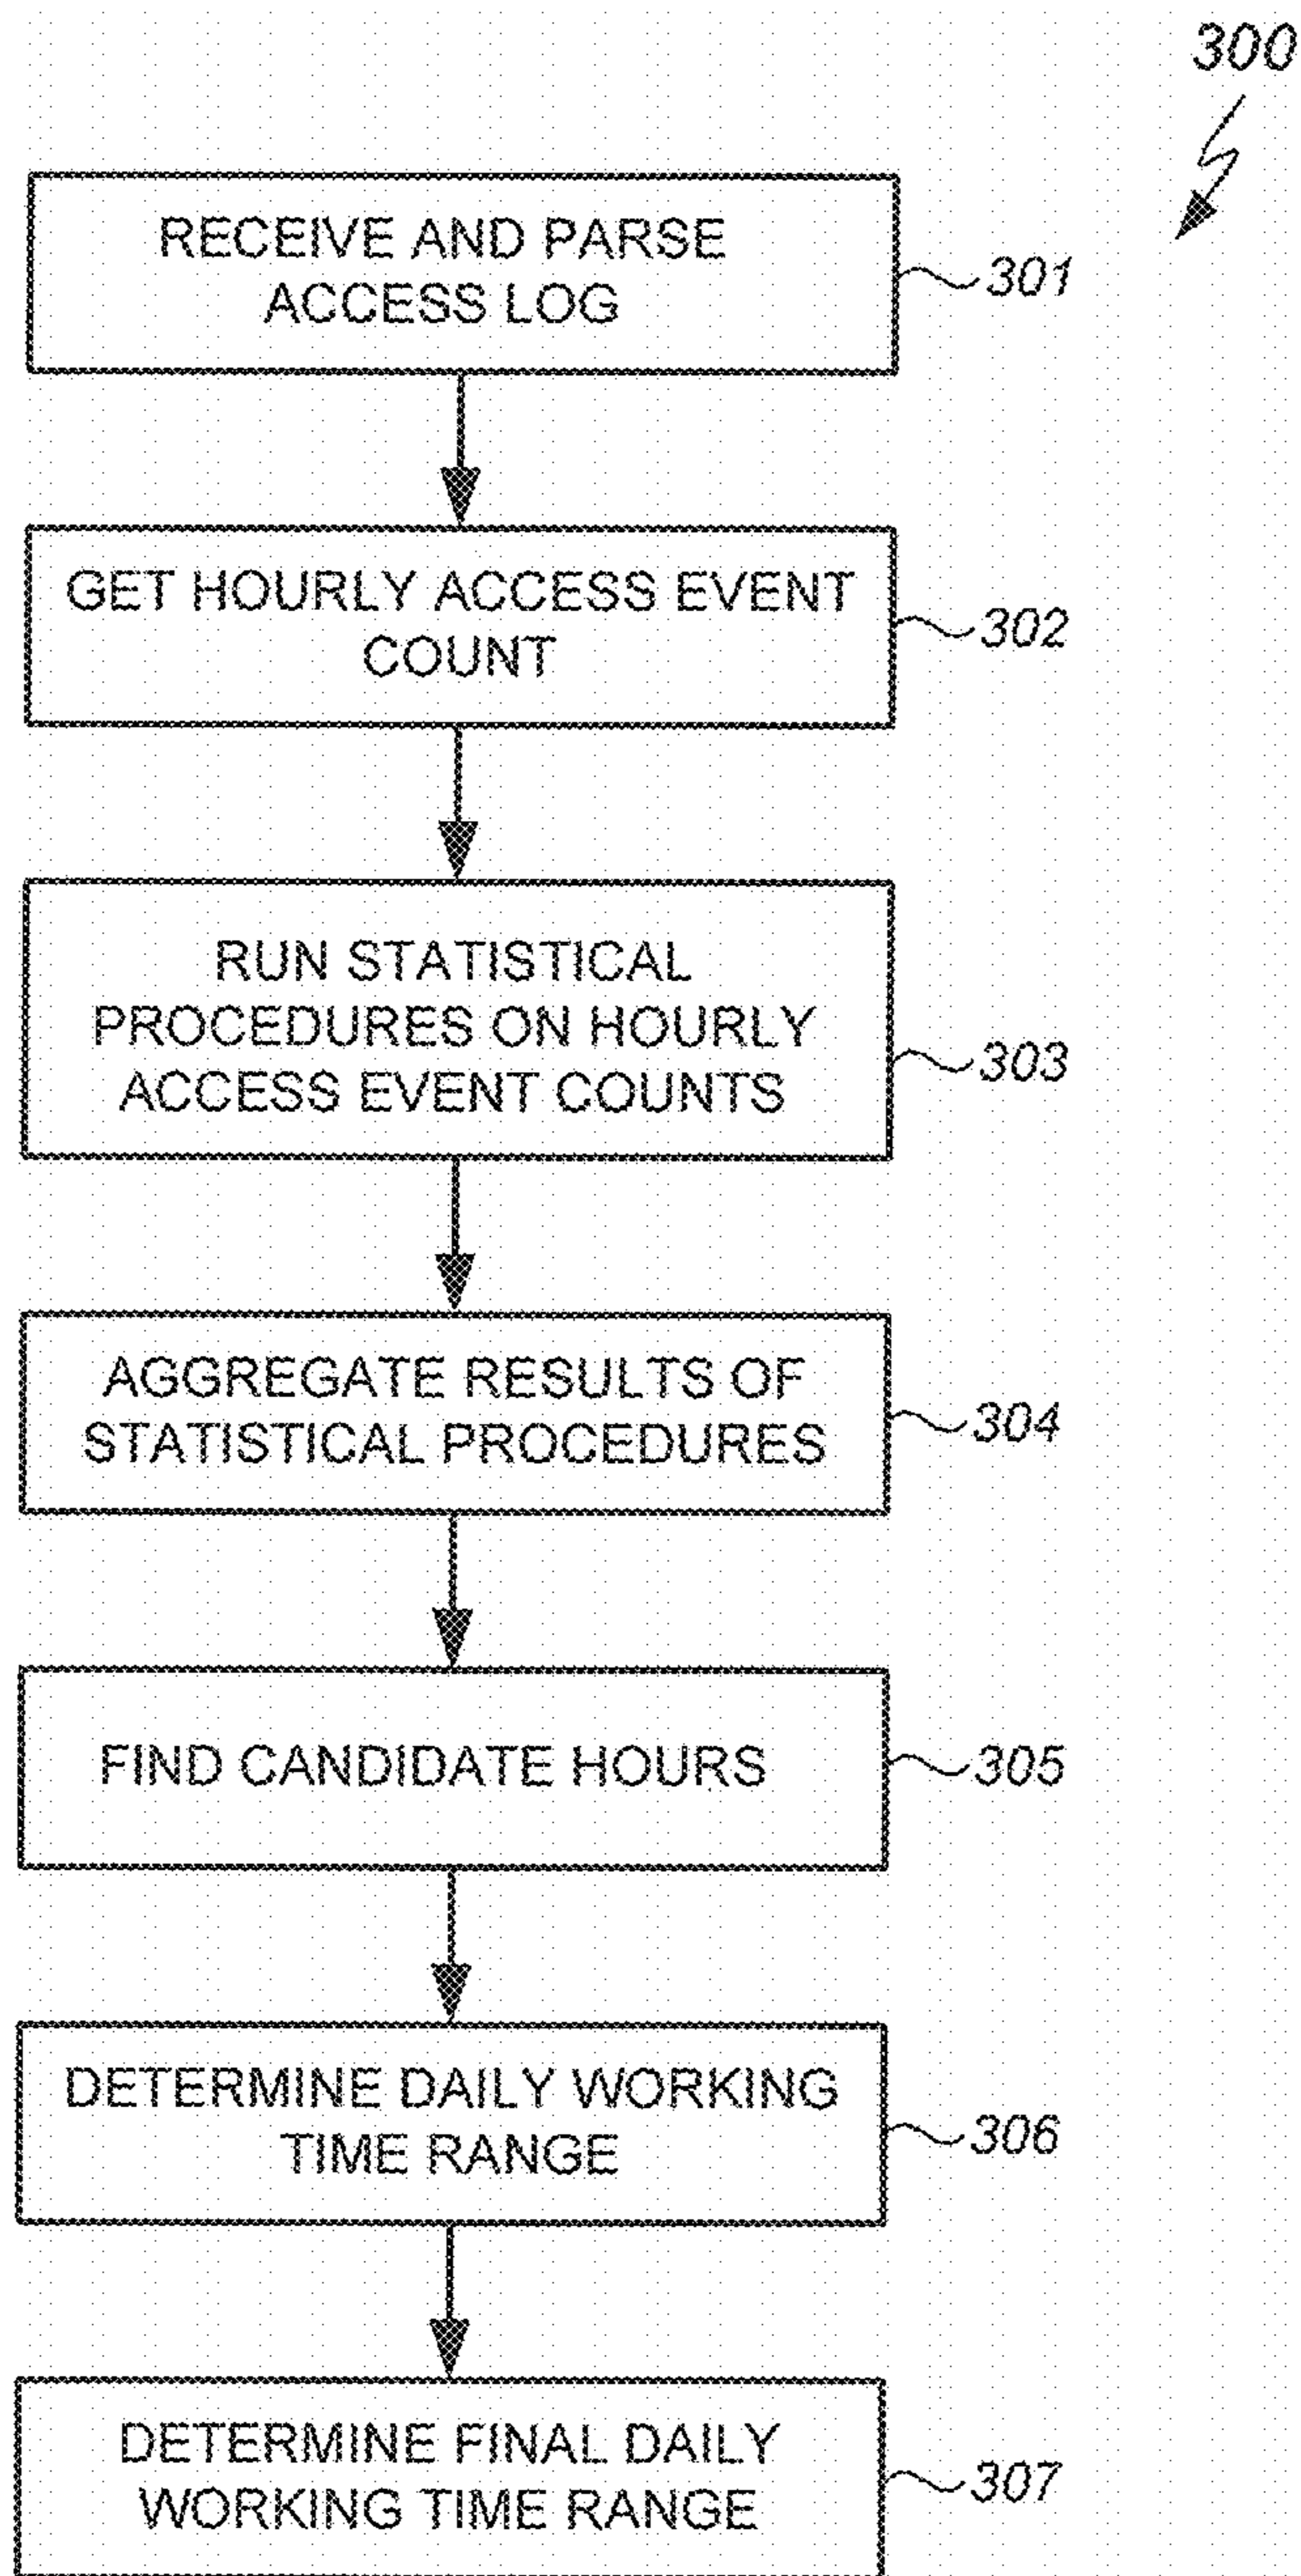 300
RECEIVE AND PARSE
ACCESS LOG
301
GET HOURLY ACCESS EVENT
COUNT
302
RUN STATISTICAL
PROCEDURES ON HOURLY
ACCESS EVENT COUNTS
303
AGGREGATE RESULTS OF
STATISTICAL PROCEDURES
304
FIND CANDIDATE HOURS
305
DETERMINE DAILY WORKING
TIME RANGE
306
DETERMINE FINAL DAILY
WORKING TIME RANGE
307